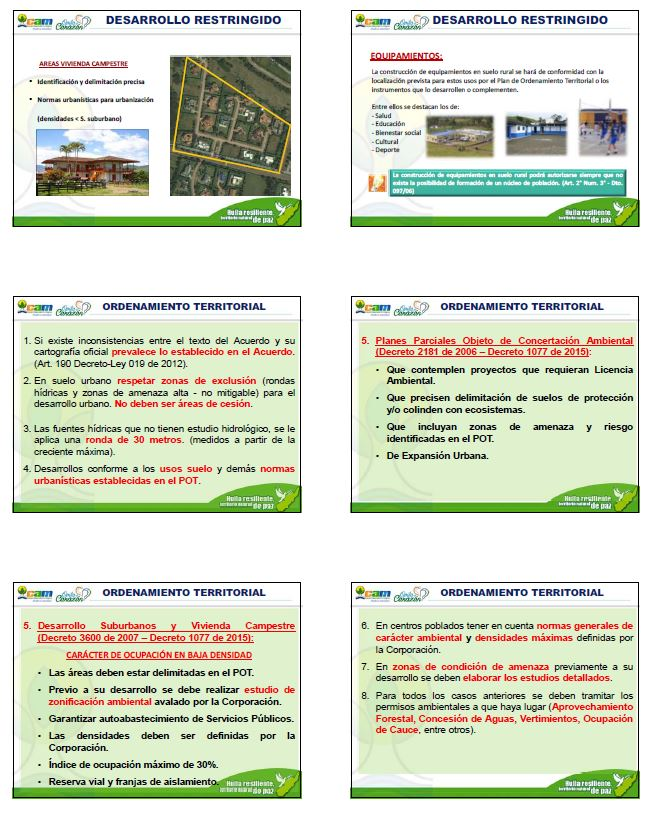 cam
Huila Corazón
DESARROLLO RESTRINGIDO
AREAS VIVIENDA CAMPESTRE
• Identificación y delimitación precisa
• Normas urbanísticas para urbanización
(densidades < S. suburbano)
Huila resiliente,
territorio natural de paz
cam
Huila Corazón
DESARROLLO RESTRINGIDO
EQUIPAMIENTOS:
La construcción de equipamientos en suelo rural se hará de conformidad con la
localización prevista para estos usos por el Plan de Ordenamiento Territorial o los
instrumentos que lo desarrollen o complementen.
Entre ellos se destacan los de:
- Salud
- Educación
- Bienestar social
- Cultural
- Deporte
La construcción de equipamientos en suelo rural podrá autorizarse siempre que no
exista la posibilidad de formación de un núcleo de población. (Art. 2° Num. 3° - Dto.
097/06)
Huila resiliente,
territorio natural de paz
cam
Huila Corazón
ORDENAMIENTO TERRITORIAL
1. Si existe inconsistencias entre el texto del Acuerdo y su
cartografía oficial prevalece lo establecido en el Acuerdo.
(Art. 190 Decreto-Ley 019 de 2012).
2. En suelo urbano respetar zonas de exclusión (rondas
hídricas y zonas de amenaza alta - no mitigable) para el
desarrollo urbano. No deben ser áreas de cesión.
3. Las fuentes hídricas que no tienen estudio hidrológico, se le
aplica una ronda de 30 metros. (medidos a partir de la
creciente máxima).
4. Desarrollos conforme a los usos suelo y demás normas
urbanísticas establecidas en el POT.
Huila resiliente,
territorio natural de paz
cam
Huila Corazón
ORDENAMIENTO TERRITORIAL
5. Planes Parciales Objeto de Concertación Ambiental
(Decreto 2181 de 2006 – Decreto 1077 de 2015):
• Que contemplen proyectos que requieran Licencia
Ambiental.
• Que precisen delimitación de suelos de protección
y/o colinden con ecosistemas.
• Que incluyan zonas de amenaza y riesgo
identificadas en el POT.
• De Expansión Urbana.
Huila resiliente,
territorio natural de paz
cam
Huila Corazón
ORDENAMIENTO TERRITORIAL
5. Desarrollo Suburbanos y Vivienda Campestre
(Decreto 3600 de 2007 – Decreto 1077 de 2015):
CARÁCTER DE OCUPACIÓN EN BAJA DENSIDAD
• Las áreas deben estar delimitadas en el POT.
• Previo a su desarrollo se debe realizar estudio de
zonificación ambiental avalado por la Corporación.
• Garantizar autoabastecimiento de Servicios Públicos.
• Las densidades deben ser definidas por la
Corporación.
• Índice de ocupación máximo de 30%.
• Reserva vial y franjas de aislamiento.
Huila resiliente,
territorio natural de paz
cam
Huila Corazón
ORDENAMIENTO TERRITORIAL
6. En centros poblados tener en cuenta normas generales de
carácter ambiental y densidades máximas definidas por
la Corporación.
7. En zonas de condición de amenaza previamente a su
desarrollo se deben elaborar los estudios detallados.
8. Para todos los casos anteriores se deben tramitar los
permisos ambientales a que haya lugar (Aprovechamiento
Forestal, Concesión de Aguas, Vertimientos, Ocupación
de Cauce, entre otros).
Huila resiliente,
territorio natural de paz